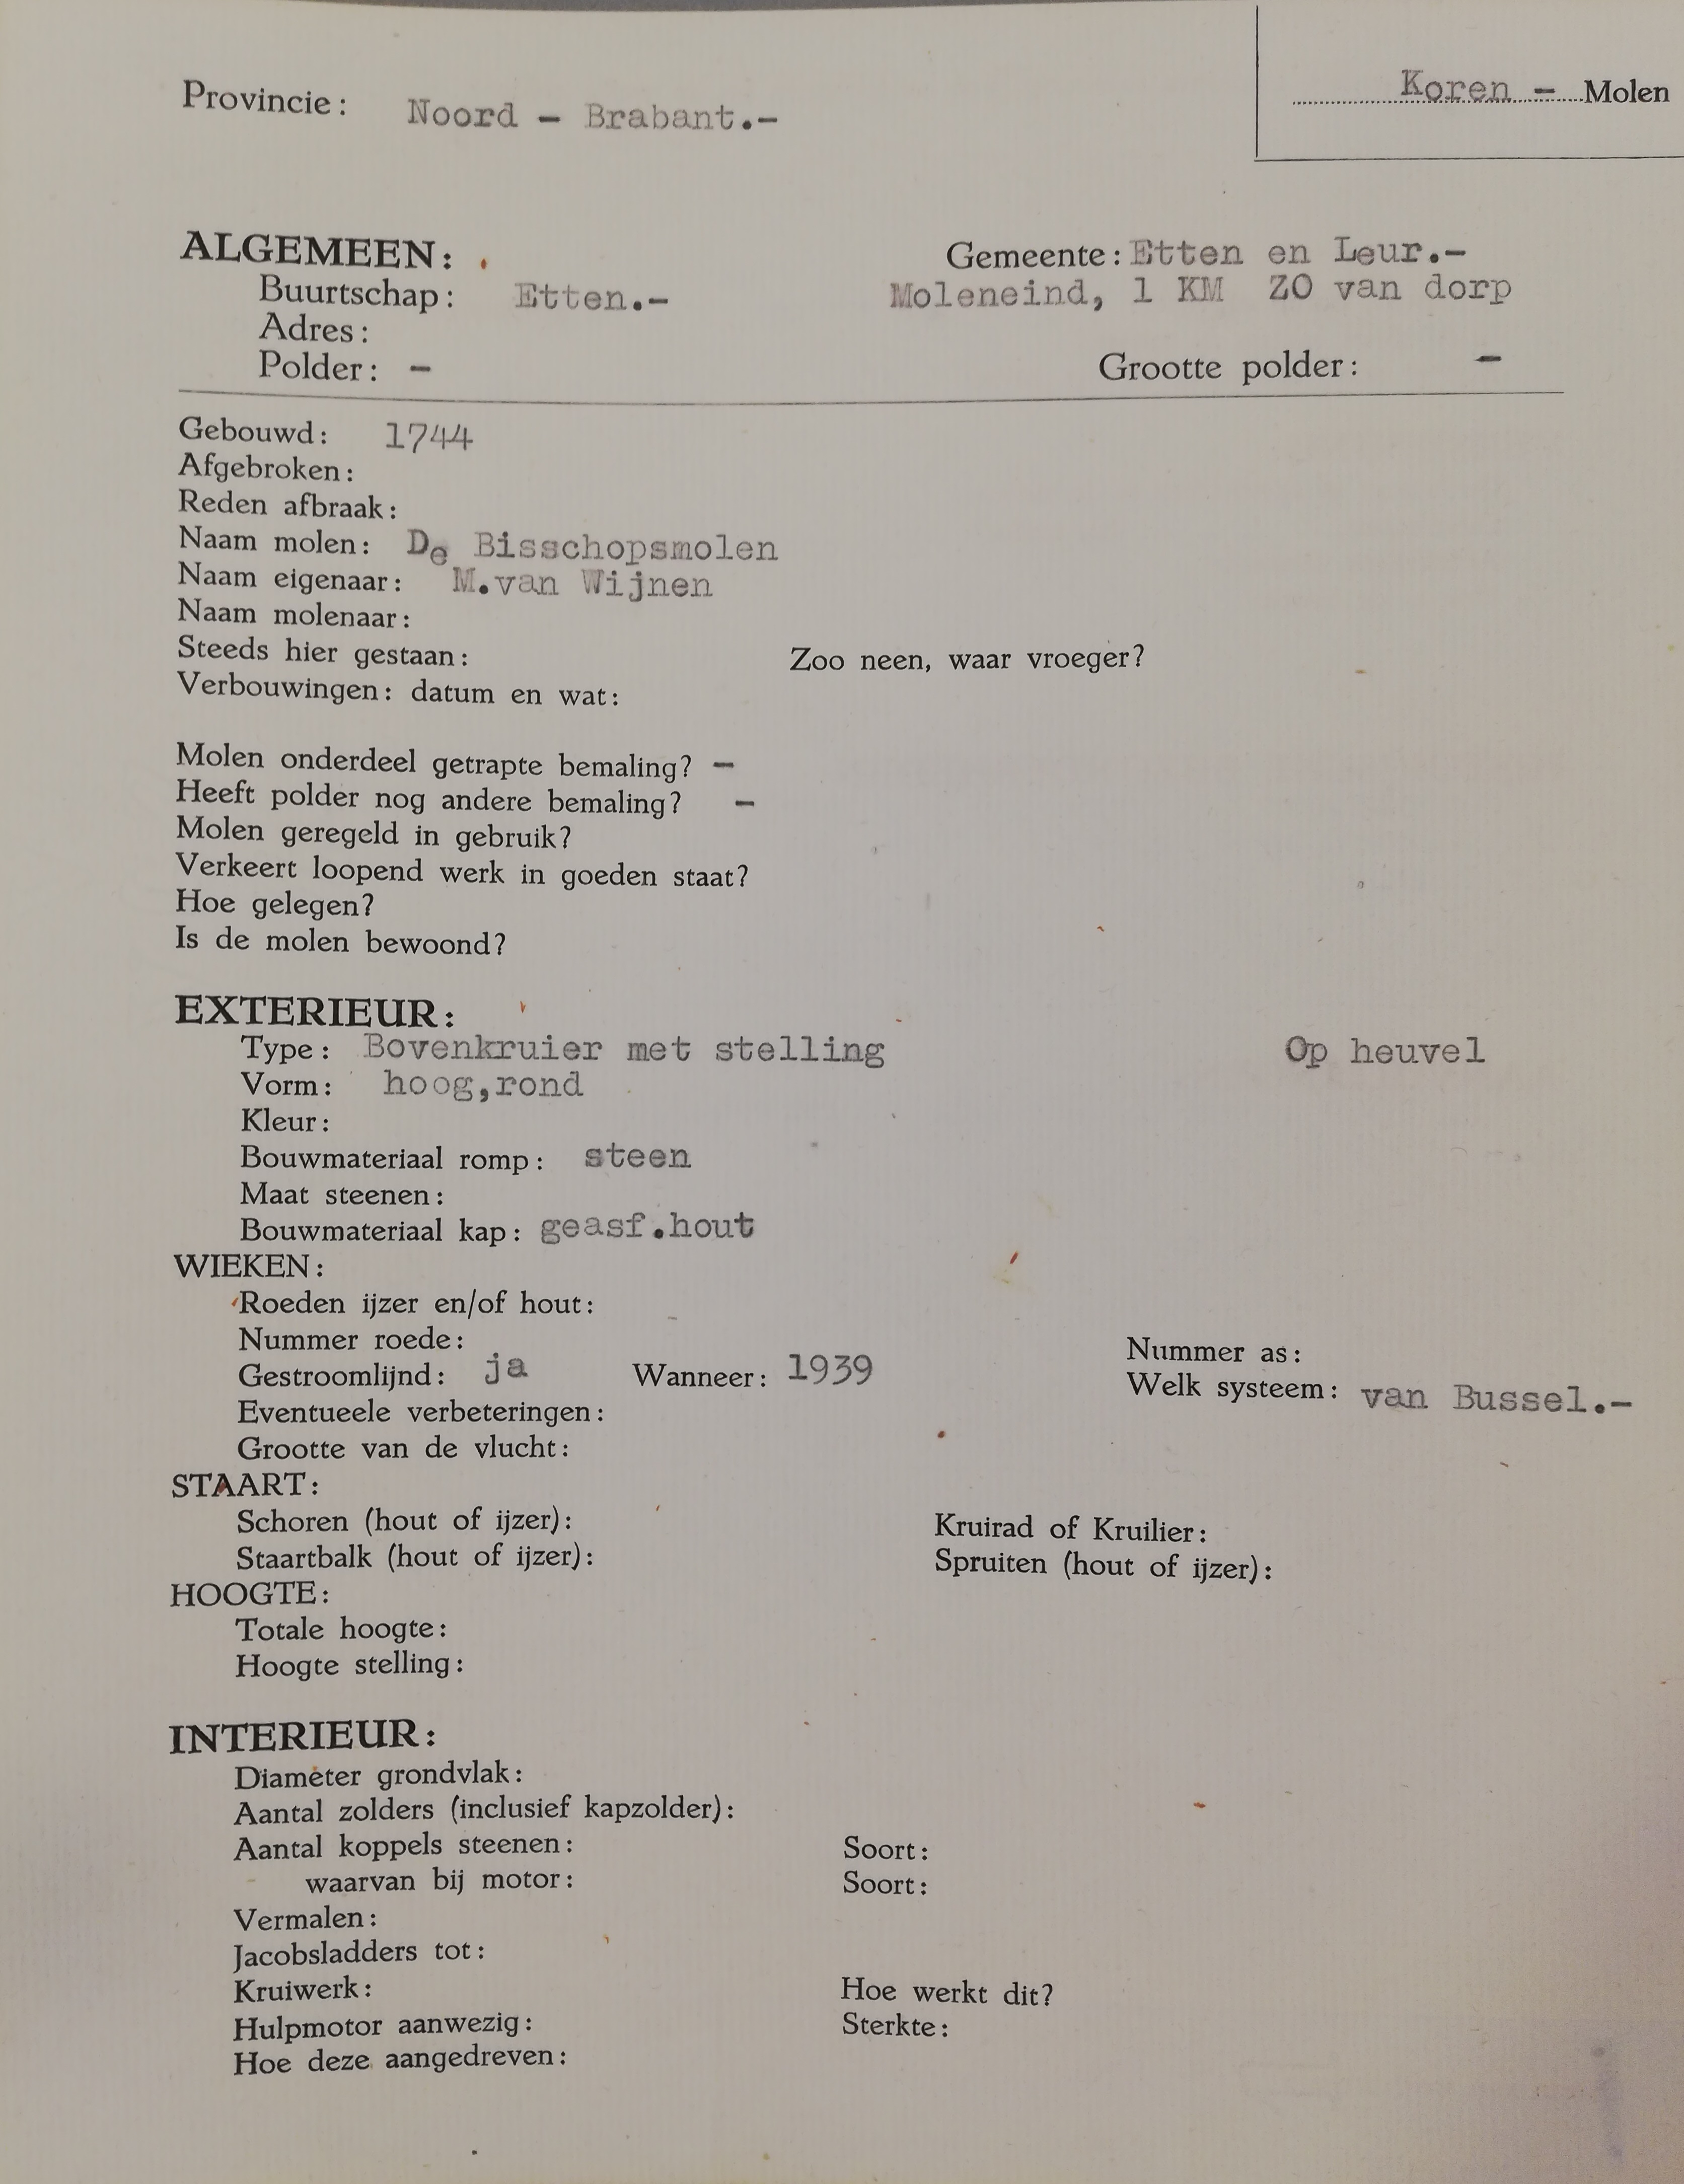 Provincie: Noord - Brabant.-
Koren - Molen
ALGEMEEN:
Gemeente: Etten en Leur.-
Buurtschap: Etten.- Moleneind, 1 KM ZO van dorp
Adres:
Polder: - Grootte polder: -
Gebouwd: 1744
Afgebroken:
Reden afbraak:
Naam molen: De Bisschopsmolen
Naam eigenaar: M.van Wijnen
Naam molenaar:
Steeds hier gestaan: Zoo neen, waar vroeger?
Verbouwingen: datum en wat:
Molen onderdeel getrapte bemaling? -
Heeft polder nog andere bemaling? -
Molen geregeld in gebruik?
Verkeert loopend werk in goeden staat?
Hoe gelegen?
Is de molen bewoond?
EXTERIEUR:
Type: Bovenkruier met stelling Op heuvel
Vorm: hoog,rond
Kleur:
Bouwmateriaal romp: steen
Maat steenen:
Bouwmateriaal kap: geasf.hout
WIEKEN:
Roeden ijzer en/of hout:
Nummer roede: Nummer as:
Gestroomlijnd: ja Wanneer: 1939 Welk systeem: van Bussel.-
Eventueele verbeteringen:
Grootte van de vlucht:
STAART:
Schoren (hout of ijzer): Kruirad of Kruilier:
Staartbalk (hout of ijzer): Spruiten (hout of ijzer):
HOOGTE:
Totale hoogte:
Hoogte stelling:
INTERIEUR:
Diameter grondvlak:
Aantal zolders (inclusief kapzolder):
Aantal koppels steenen: Soort:
waarvan bij motor: Soort:
Vermalen:
Jacobsladders tot:
Kruiwerk: Hoe werkt dit?
Hulpmotor aanwezig: Sterkte:
Hoe deze aangedreven: